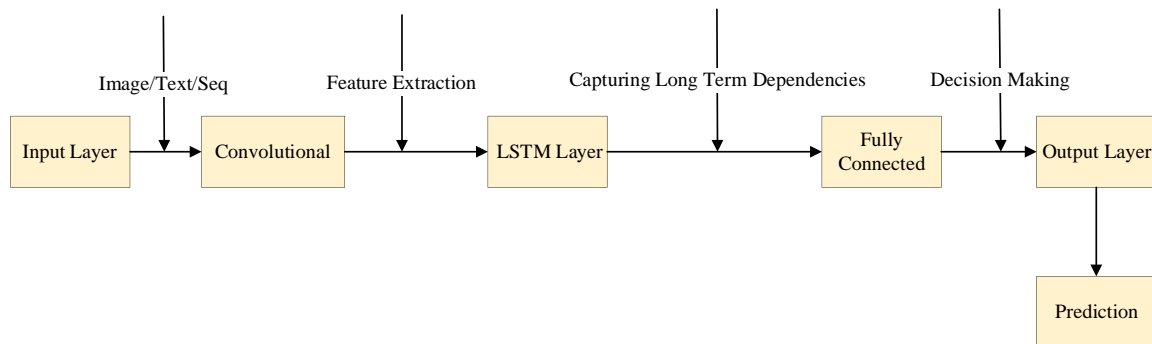 Image/Text/Seq
Feature Extraction
Capturing Long Term Dependencies
Decision Making
Input Layer
Convolutional
LSTM Layer
Fully
Connected
Output Layer
Prediction